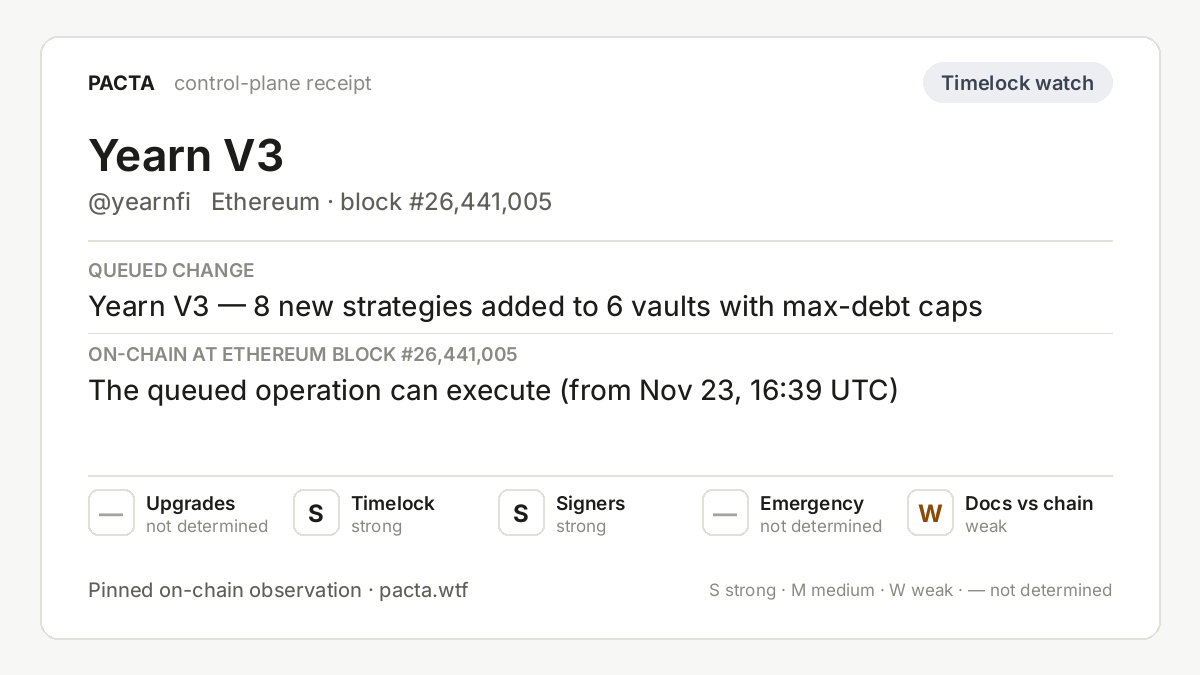 PACTA control-plane receipt Timelock watch
Yearn V3
@yearnfi Ethereum · block #26,441,005
QUEUED CHANGE
Yearn V3 — 8 new strategies added to 6 vaults with max-debt caps
ON-CHAIN AT ETHEREUM BLOCK #26,441,005
The queued operation can execute (from Nov 23, 16:39 UTC)
— Upgrades S Timelock S Signers — Emergency W Docs vs chain
not determined strong strong not determined weak
Pinned on-chain observation · pacta.wtf S strong · M medium · W weak · — not determined